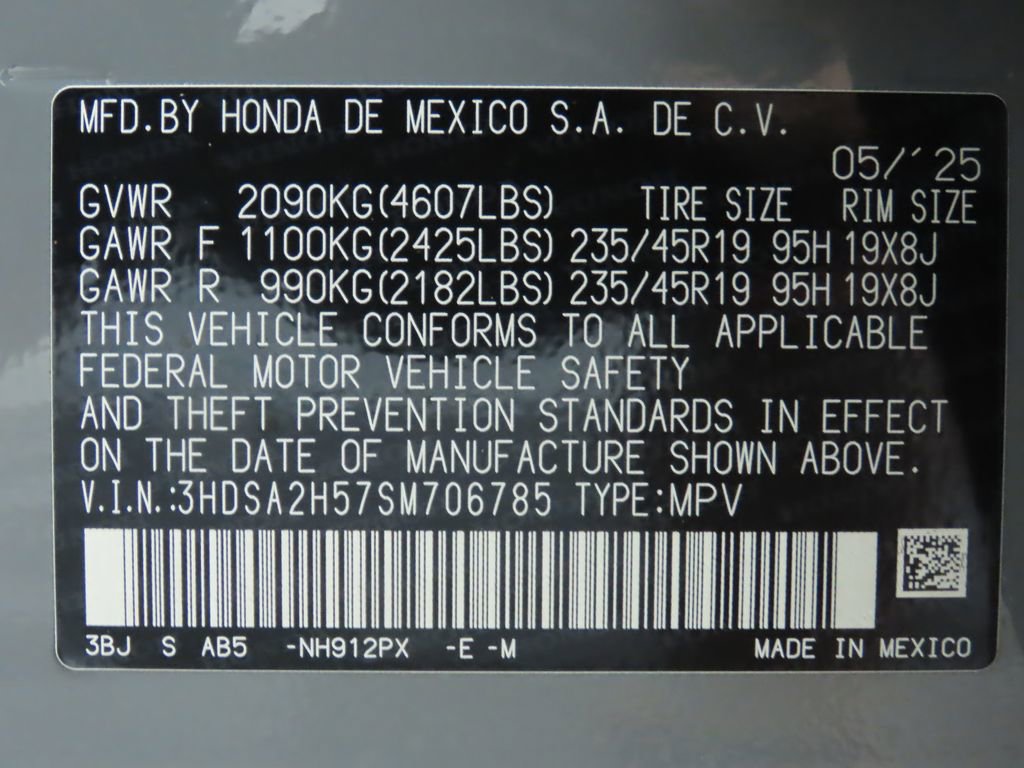 MFD.BY HONDA DE MEXICO S.A. DE C.V.
05/'25
GVWR 2090KG(4607LBS) TIRE SIZE RIM SIZE
GAWR F 1100KG(2425LBS) 235/45R19 95H 19X8J
GAWR R 990KG(2182LBS) 235/45R19 95H 19X8J
THIS VEHICLE CONFORMS TO ALL APPLICABLE
FEDERAL MOTOR VEHICLE SAFETY
AND THEFT PREVENTION STANDARDS IN EFFECT
ON THE DATE OF MANUFACTURE SHOWN ABOVE.
V.I.N.:3HDSA2H57SM706785 TYPE:MPV
3BJ S AB5 -NH912PX -E -M MADE IN MEXICO